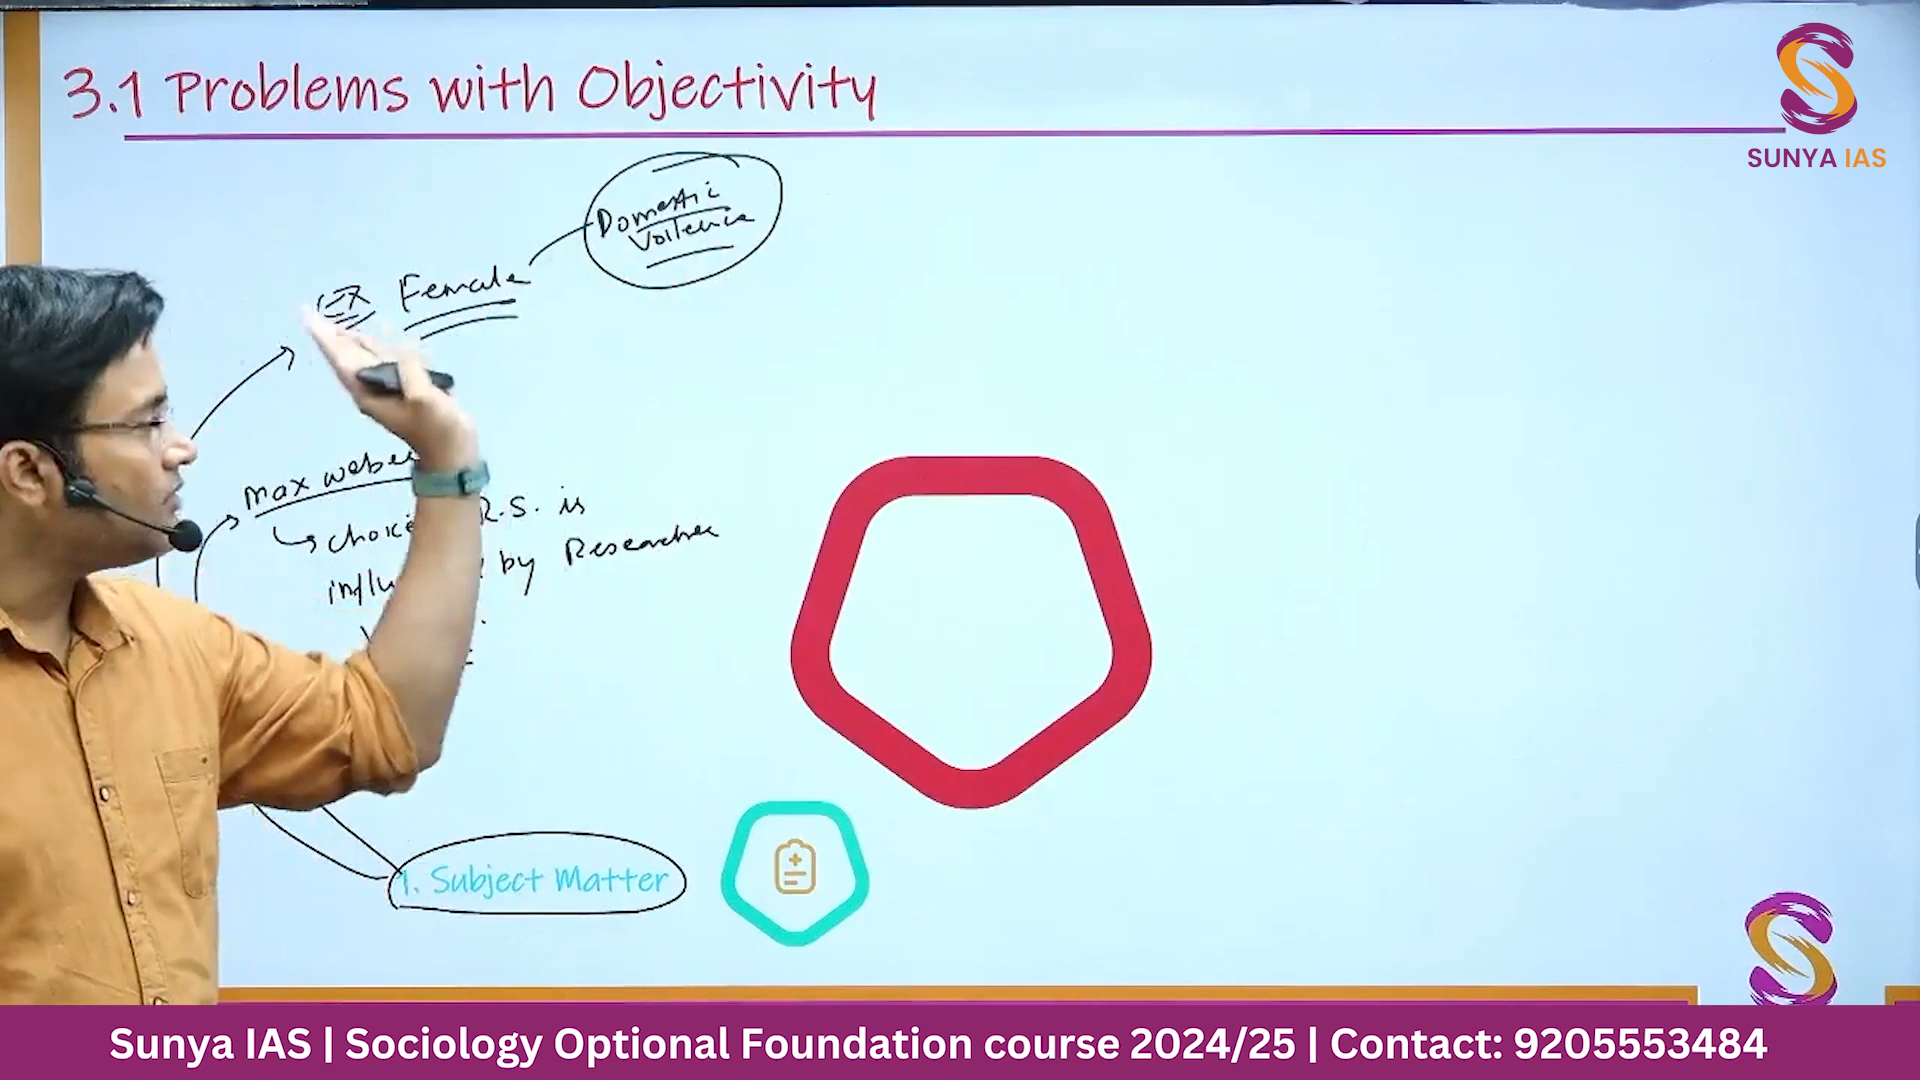 3.1 Problems with Objectivity
SUNYA IAS
Domestic
Voilence
Ex Female
max weber
choice R.S. is
by Researcher
1. Subject Matter
Sunya IAS | Sociology Optional Foundation course 2024/25 | Contact: 9205553484